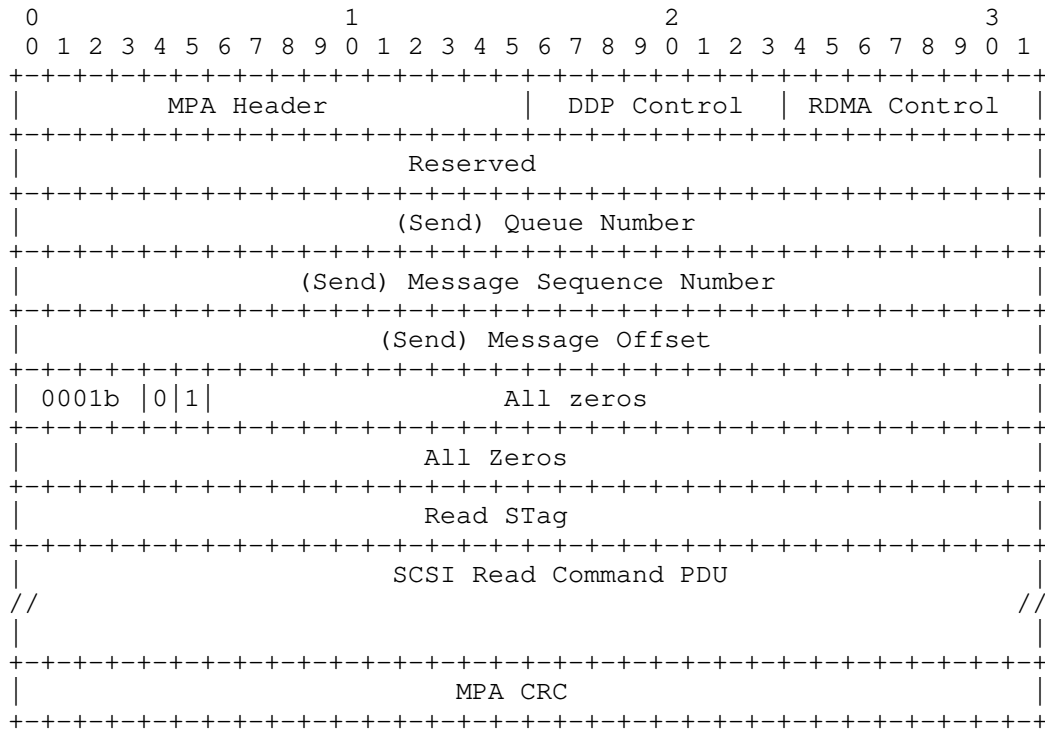 0                   1                   2                   3
 0 1 2 3 4 5 6 7 8 9 0 1 2 3 4 5 6 7 8 9 0 1 2 3 4 5 6 7 8 9 0 1
+-+-+-+-+-+-+-+-+-+-+-+-+-+-+-+-+-+-+-+-+-+-+-+-+-+-+-+-+-+-+-+-+
|         MPA Header            |  DDP Control  | RDMA Control  |
+-+-+-+-+-+-+-+-+-+-+-+-+-+-+-+-+-+-+-+-+-+-+-+-+-+-+-+-+-+-+-+-+
|                        Reserved                               |
+-+-+-+-+-+-+-+-+-+-+-+-+-+-+-+-+-+-+-+-+-+-+-+-+-+-+-+-+-+-+-+-+
|                       (Send) Queue Number                     |
+-+-+-+-+-+-+-+-+-+-+-+-+-+-+-+-+-+-+-+-+-+-+-+-+-+-+-+-+-+-+-+-+
|                 (Send) Message Sequence Number                |
+-+-+-+-+-+-+-+-+-+-+-+-+-+-+-+-+-+-+-+-+-+-+-+-+-+-+-+-+-+-+-+-+
|                      (Send) Message Offset                    |
+-+-+-+-+-+-+-+-+-+-+-+-+-+-+-+-+-+-+-+-+-+-+-+-+-+-+-+-+-+-+-+-+
| 0001b |0|1|                  All zeros                        |
+-+-+-+-+-+-+-+-+-+-+-+-+-+-+-+-+-+-+-+-+-+-+-+-+-+-+-+-+-+-+-+-+
|                         All Zeros                             |
+-+-+-+-+-+-+-+-+-+-+-+-+-+-+-+-+-+-+-+-+-+-+-+-+-+-+-+-+-+-+-+-+
|                         Read STag                             |
+-+-+-+-+-+-+-+-+-+-+-+-+-+-+-+-+-+-+-+-+-+-+-+-+-+-+-+-+-+-+-+-+
|                       SCSI Read Command PDU                   |
//                                                             //
|                                                               |
+-+-+-+-+-+-+-+-+-+-+-+-+-+-+-+-+-+-+-+-+-+-+-+-+-+-+-+-+-+-+-+-+
|                           MPA CRC                             |
+-+-+-+-+-+-+-+-+-+-+-+-+-+-+-+-+-+-+-+-+-+-+-+-+-+-+-+-+-+-+-+-+